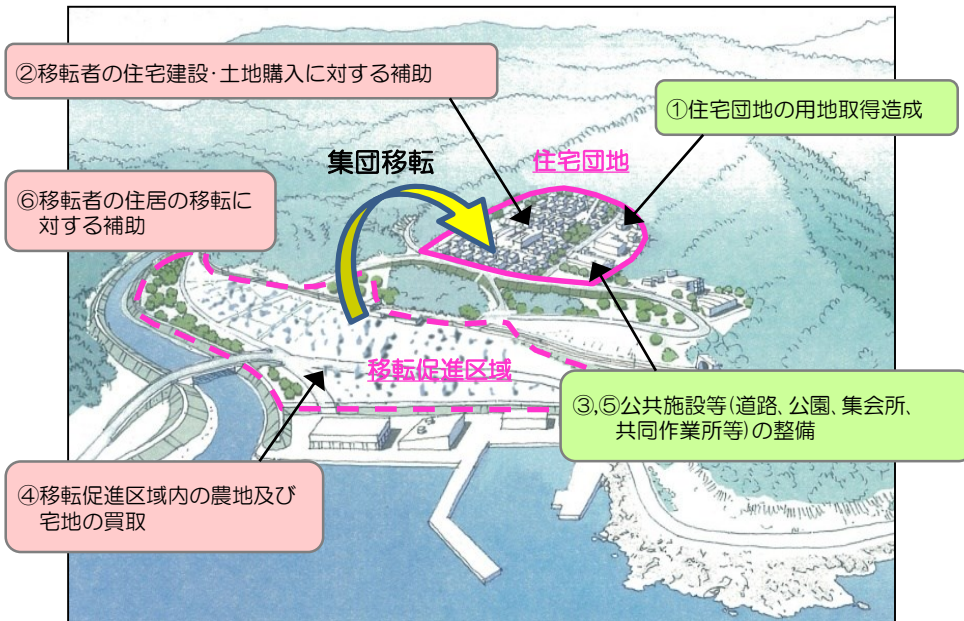 ②移転者の住宅建設･土地購入に対する補助
①住宅団地の用地取得造成
集団移転
住宅団地
⑥移転者の住居の移転に
対する補助
移転促進区域
③,⑤公共施設等(道路、公園、集会所、
共同作業所等)の整備
④移転促進区域内の農地及び
宅地の買取